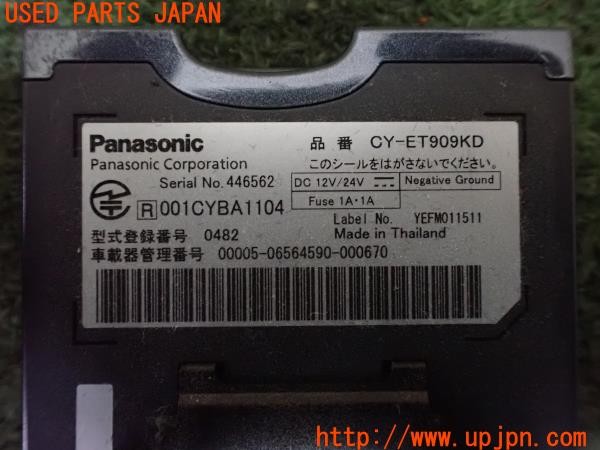 USED PARTS JAPAN
Panasonic
品番 CY-ET909KD
Panasonic Corporation
このシールをはがさないでください。
Serial No. 446562
DC 12V/24V Negative Ground
R 001CYBA1104
Fuse 1A・1A
Label No. YEFM011511
型式登録番号 0482
Made in Thailand
車載器管理番号 00005-06564590-000670
http://www.upjpn.com/